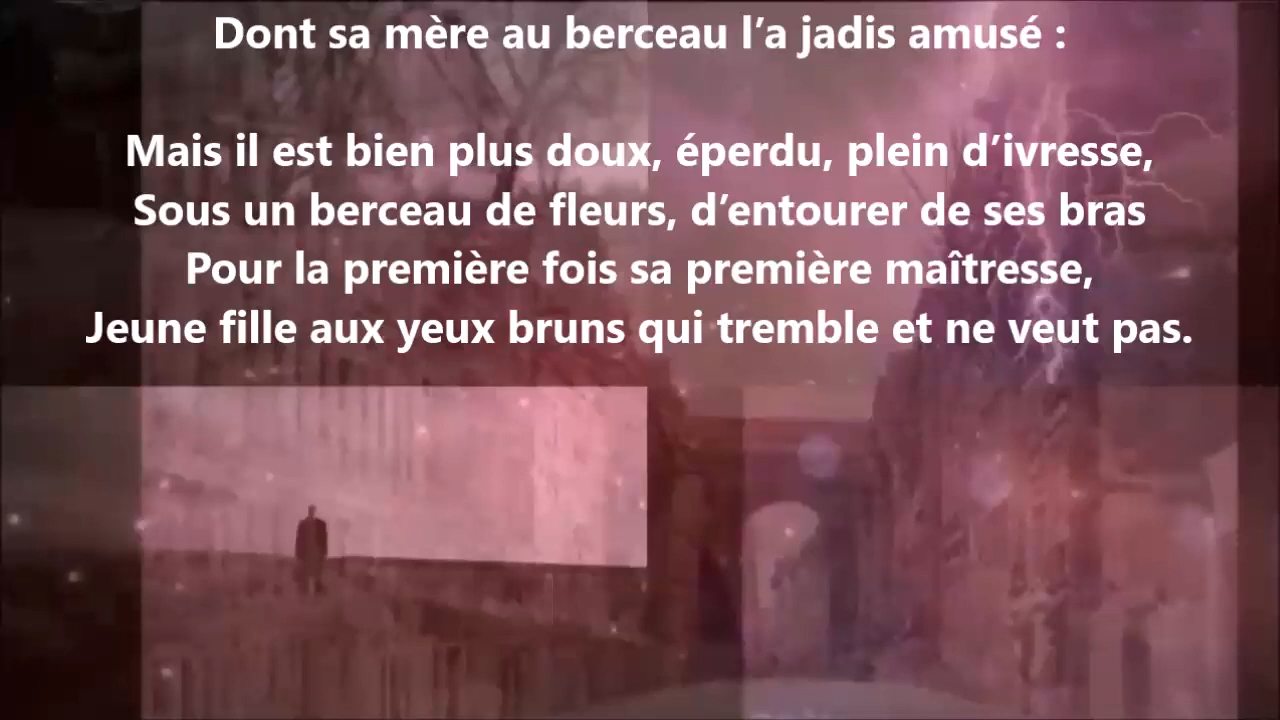 Dont sa mère au berceau l’a jadis amusé :
Mais il est bien plus doux, éperdu, plein d’ivresse,
Sous un berceau de fleurs, d’entourer de ses bras
Pour la première fois sa première maîtresse,
Jeune fille aux yeux bruns qui tremble et ne veut pas.